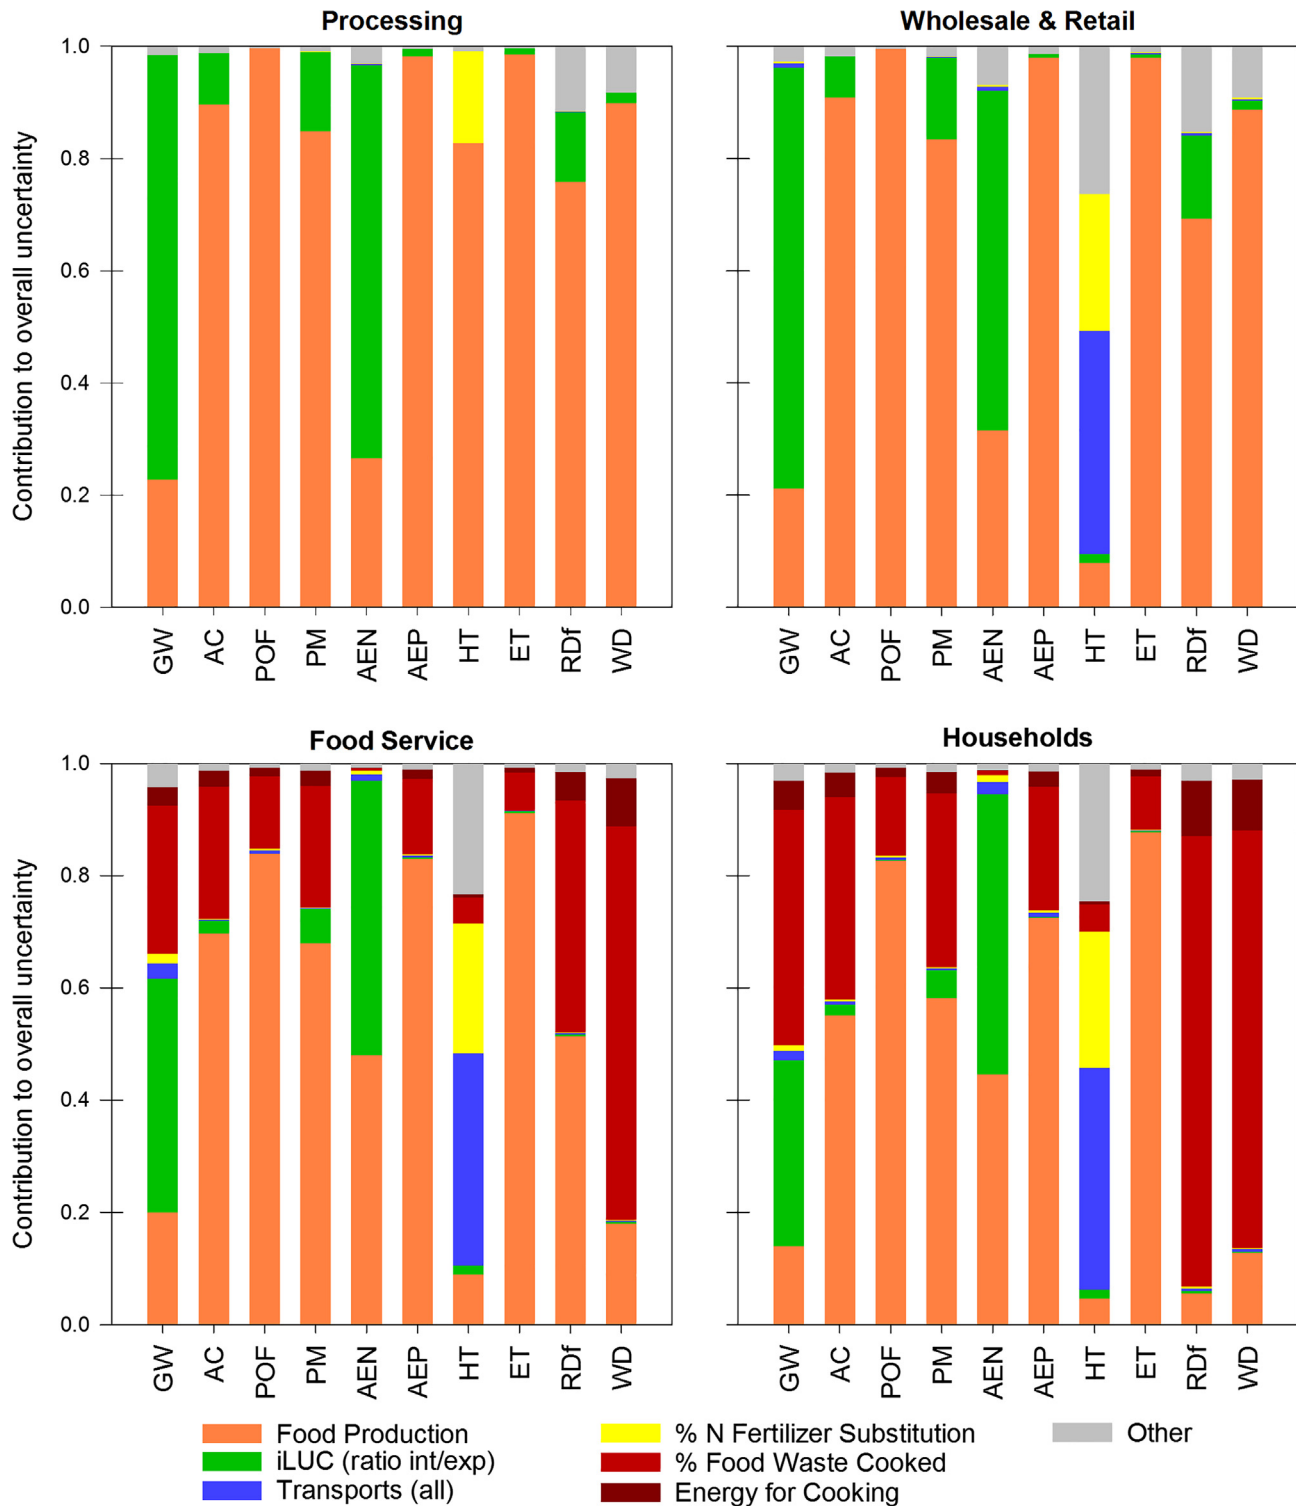 Processing
Wholesale & Retail
Contribution to overall uncertainty
1.0
0.8
0.6
0.4
0.2
0.0
GW AC POF PM AEN AEP HT ET RDf WD
GW AC POF PM AEN AEP HT ET RDf WD
Food Service
Households
Contribution to overall uncertainty
1.0
0.8
0.6
0.4
0.2
0.0
GW AC POF PM AEN AEP HT ET RDf WD
GW AC POF PM AEN AEP HT ET RDf WD
Food Production
iLUC (ratio int/exp)
Transports (all)
% N Fertilizer Substitution
% Food Waste Cooked
Energy for Cooking
Other